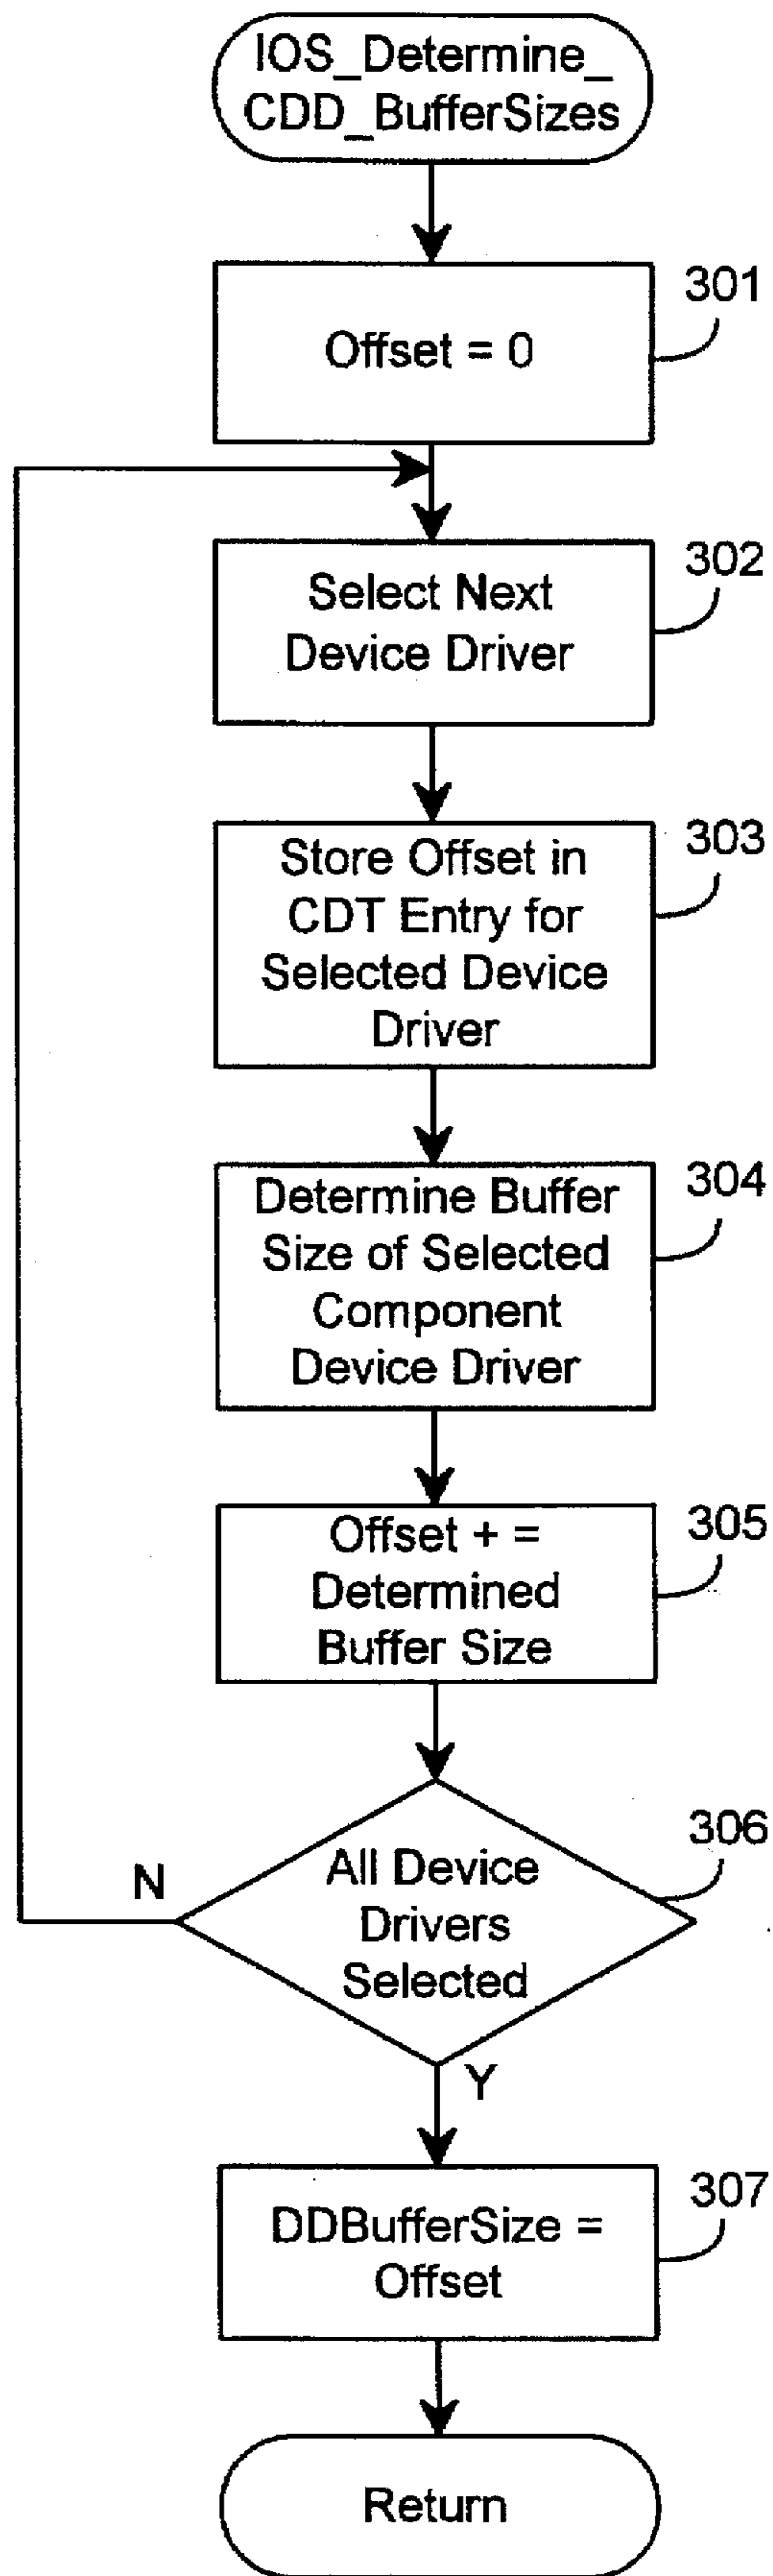 IOS_Determine_
CDD_BufferSizes
301
Offset = 0
302
Select Next
Device Driver
303
Store Offset in
CDT Entry for
Selected Device
Driver
304
Determine Buffer
Size of Selected
Component
Device Driver
305
Offset + =
Determined
Buffer Size
306
All Device
Drivers
Selected
N
Y
307
DDBufferSize =
Offset
Return